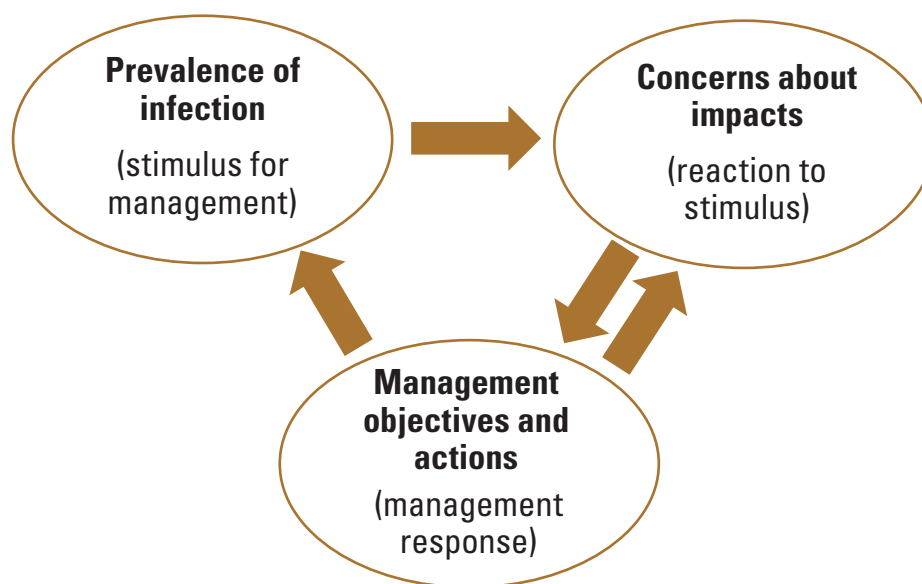 Prevalence of
infection
(stimulus for
management)
Concerns about
impacts
(reaction to
stimulus)
Management
objectives and
actions
(management
response)